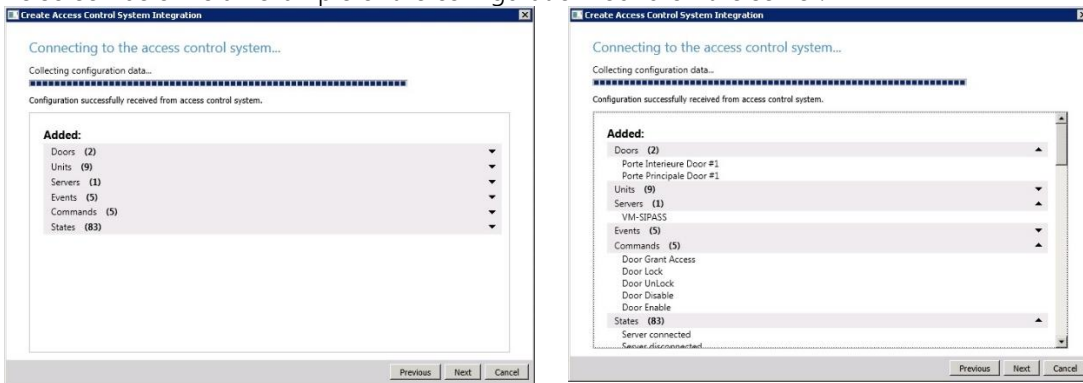 Create Access Control System Integration
Connecting to the access control system...
Collecting configuration data...
Configuration successfully received from access control system.
Added:
Doors (2)
Units (9)
Servers (1)
Events (5)
Commands (5)
States (83)
Previous Next Cancel
Create Access Control System Integration
Connecting to the access control system...
Collecting configuration data...
Configuration successfully received from access control system.
Added:
Doors (2)
Porte Interieure Door #1
Porte Principale Door #1
Units (9)
Servers (1)
VM-SIPASS
Events (5)
Commands (5)
Door Grant Access
Door Lock
Door UnLock
Door Disable
Door Enable
States (83)
Server connected
Server disconnected
Previous Next Cancel